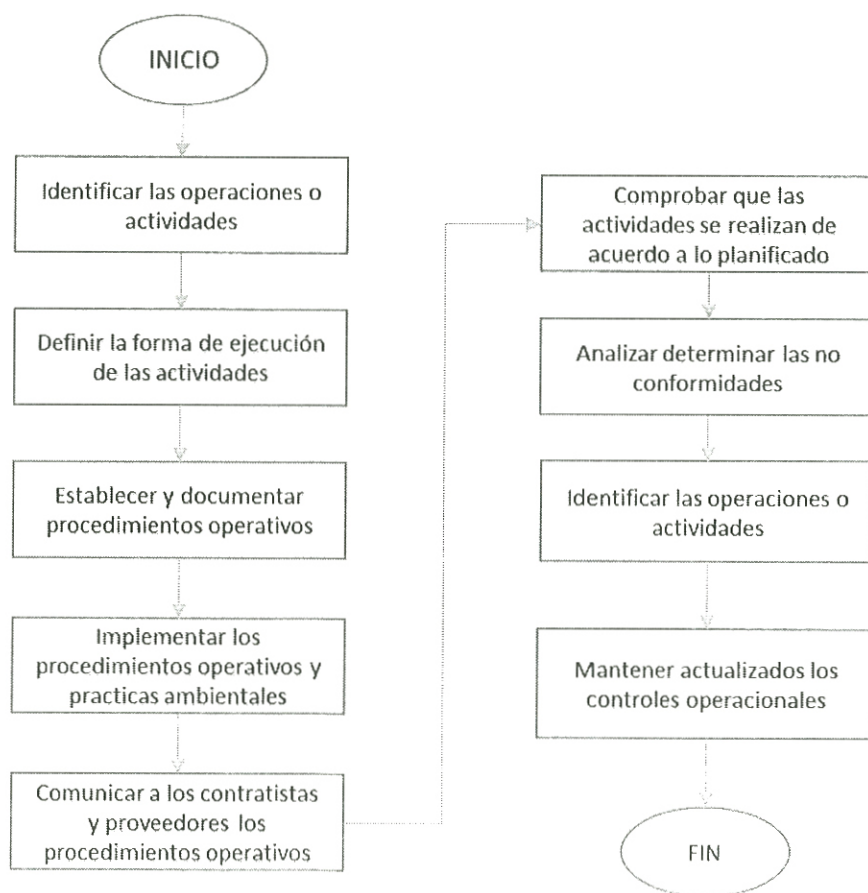 INICIO
Identificar las operaciones o
actividades
Definir la forma de ejecución
de las actividades
Establecer y documentar
procedimientos operativos
Implementar los
procedimientos operativos y
practicas ambientales
Comunicar a los contratistas
y proveedores los
procedimientos operativos
Comprobar que las
actividades se realizan de
acuerdo a lo planificado
Analizar determinar las no
conformidades
Identificar las operaciones o
actividades
Mantener actualizados los
controles operacionales
FIN